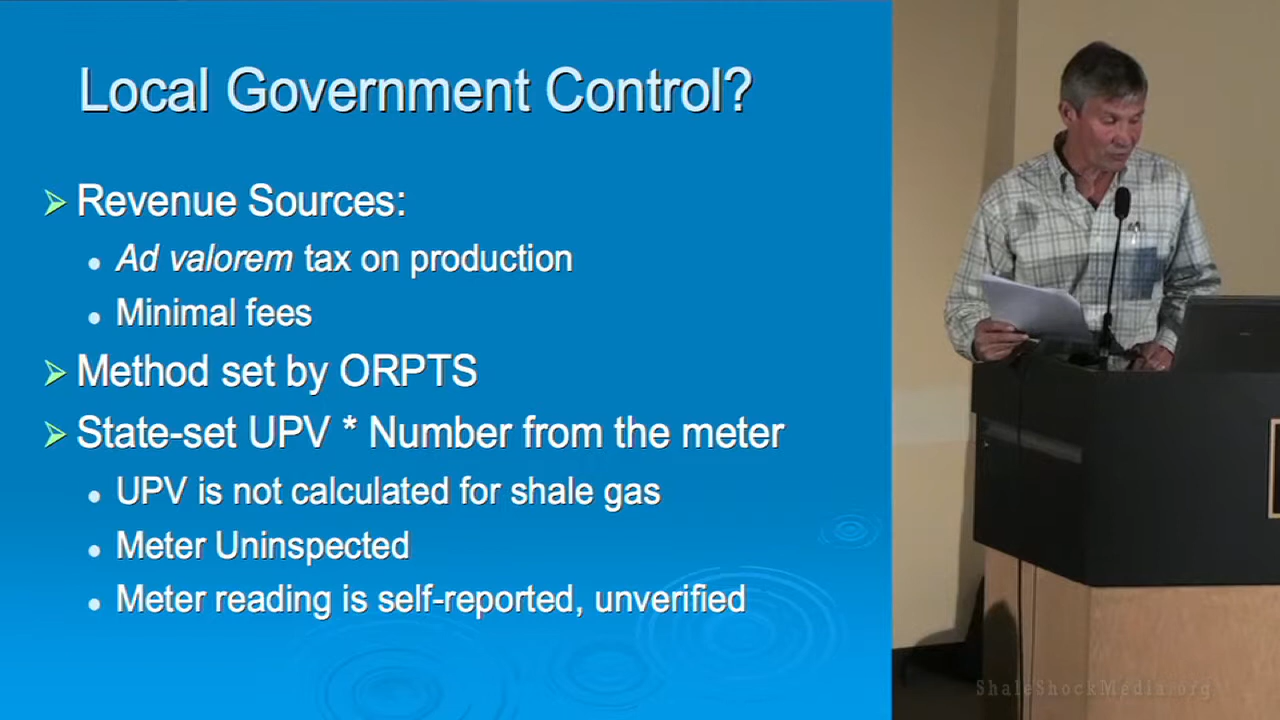 Local Government Control?
Revenue Sources:
Ad valorem tax on production
Minimal fees
Method set by ORPTS
State-set UPV * Number from the meter
UPV is not calculated for shale gas
Meter Uninspected
Meter reading is self-reported, unverified
ShaleShockMedia.org